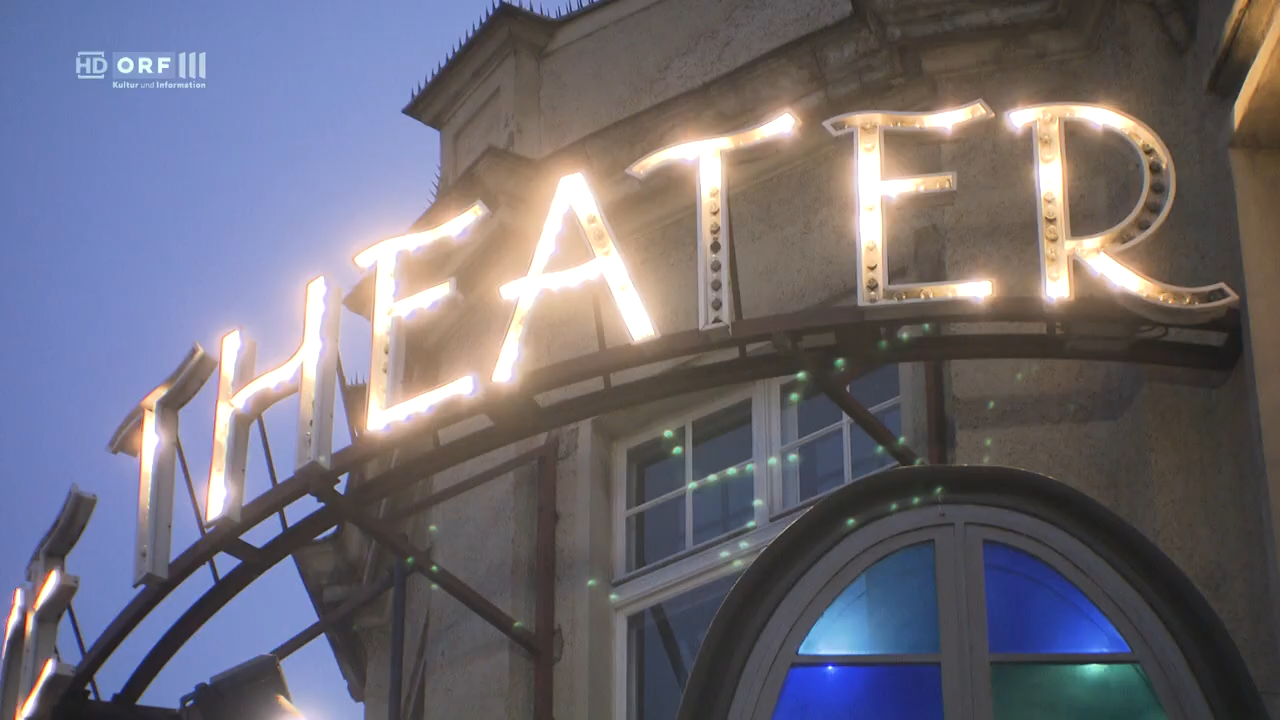 HD ORF III
Kultur und Information
THEATER